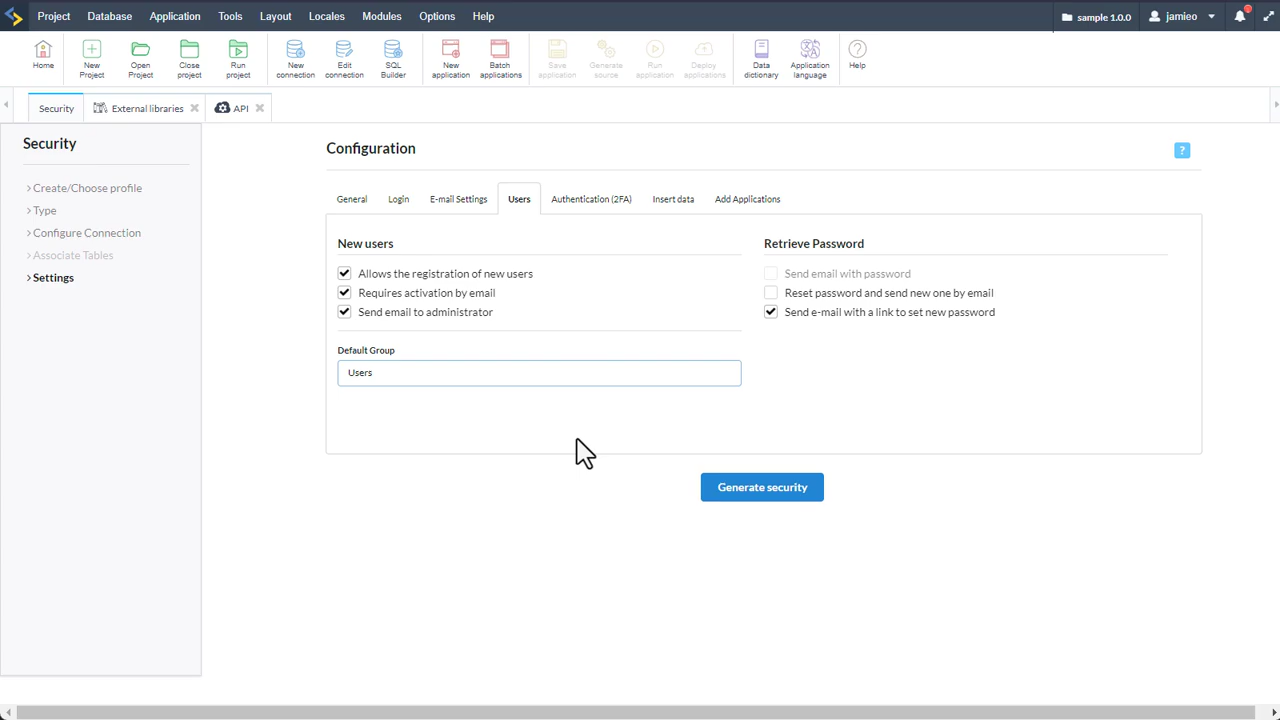 Project Database Application Tools Layout Locales Modules Options Help sample 1.0.0 jamieo
Home New Project Open Project Close project Run project New connection Edit connection SQL Builder New application Batch applications Save application Generate source Run application Deploy applications Data dictionary Application language Help
Security External libraries API
Security
Create/Choose profile
Type
Configure Connection
Associate Tables
Settings
Configuration
?
General Login E-mail Settings Users Authentication (2FA) Insert data Add Applications
New users
Allows the registration of new users
Requires activation by email
Send email to administrator
Default Group
Users
Retrieve Password
Send email with password
Reset password and send new one by email
Send e-mail with a link to set new password
Generate security